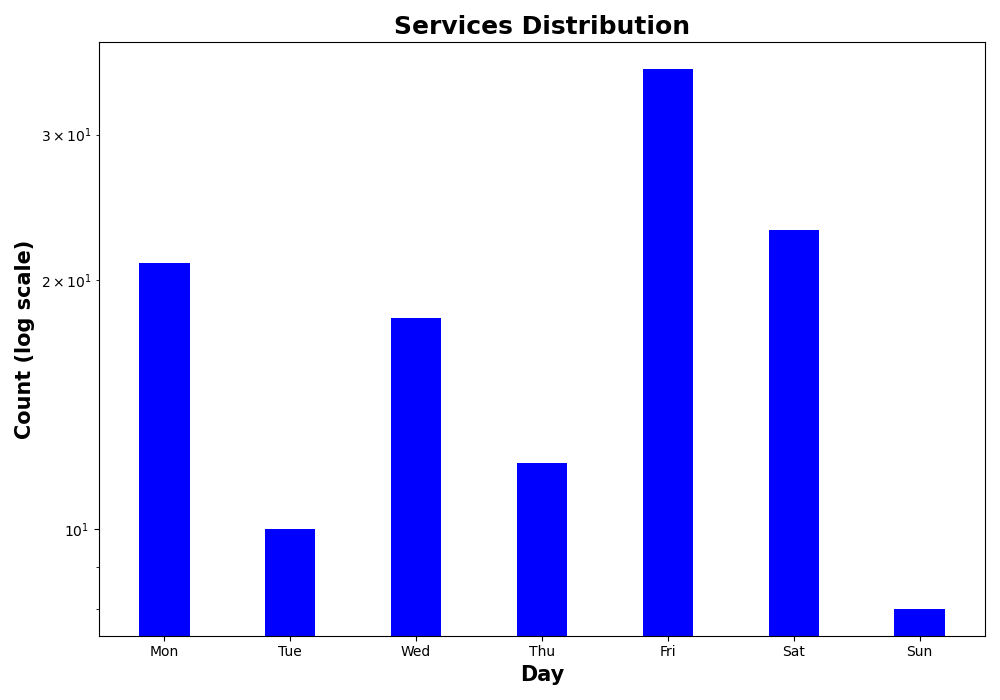 Services Distribution
Count (log scale)
3 × 10¹
2 × 10¹
10¹
Mon Tue Wed Thu Fri Sat Sun
Day